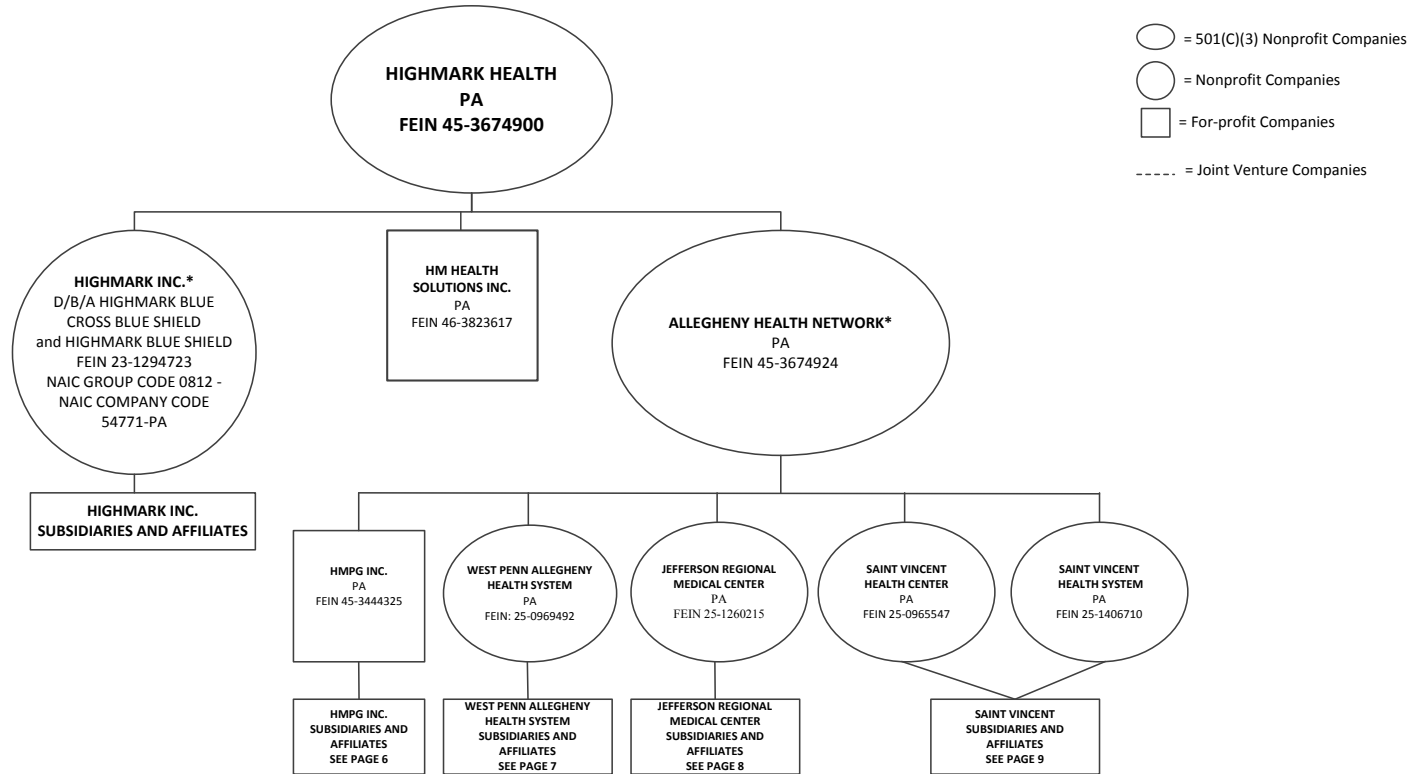 HIGHMARK HEALTH
PA
FEIN 45-3674900
= 501(C)(3) Nonprofit Companies
= Nonprofit Companies
= For-profit Companies
= Joint Venture Companies
HIGHMARK INC.*
D/B/A HIGHMARK BLUE
CROSS BLUE SHIELD
and HIGHMARK BLUE SHIELD
FEIN 23-1294723
NAIC GROUP CODE 0812 -
NAIC COMPANY CODE
54771-PA
HM HEALTH
SOLUTIONS INC.
PA
FEIN 46-3823617
ALLEGHENY HEALTH NETWORK*
PA
FEIN 45-3674924
HIGHMARK INC.
SUBSIDIARIES AND AFFILIATES
HMPG INC.
PA
FEIN 45-3444325
WEST PENN ALLEGHENY
HEALTH SYSTEM
PA
FEIN: 25-0969492
JEFFERSON REGIONAL
MEDICAL CENTER
PA
FEIN 25-1260215
SAINT VINCENT
HEALTH CENTER
PA
FEIN 25-0965547
SAINT VINCENT
HEALTH SYSTEM
PA
FEIN 25-1406710
HMPG INC.
SUBSIDIARIES AND
AFFILIATES
SEE PAGE 6
WEST PENN ALLEGHENY
HEALTH SYSTEM
SUBSIDIARIES AND
AFFILIATES
SEE PAGE 7
JEFFERSON REGIONAL
MEDICAL CENTER
SUBSIDIARIES AND
AFFILIATES
SEE PAGE 8
SAINT VINCENT
SUBSIDIARIES AND
AFFILIATES
SEE PAGE 9